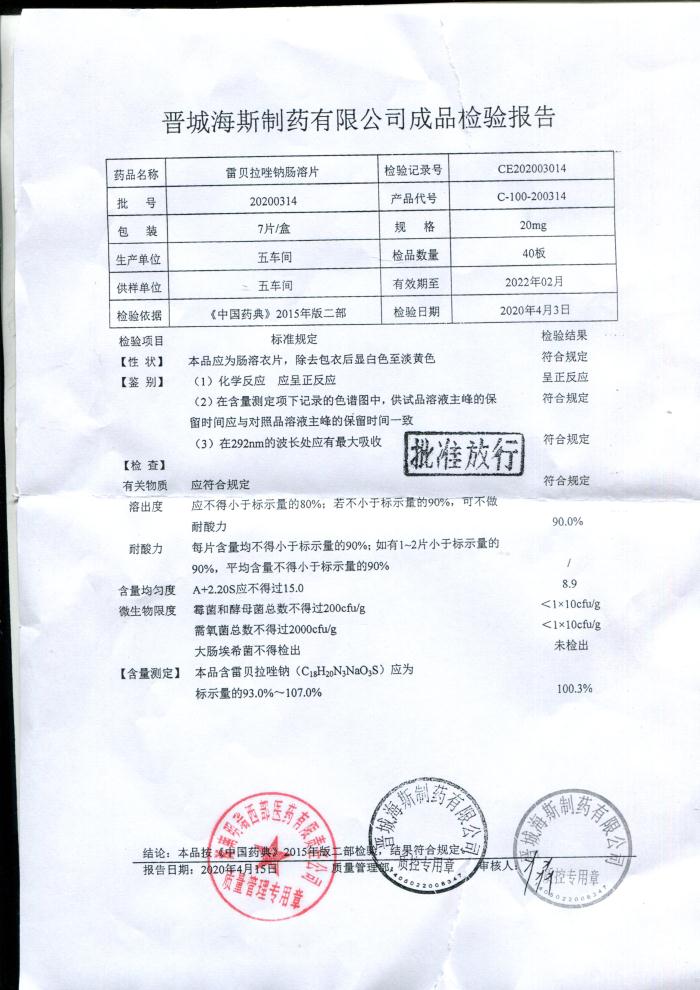 晋城海斯制药有限公司成品检验报告
药品名称 雷贝拉唑钠肠溶片 检验记录号 CE202003014
批 号 20200314 产品代号 C-100-200314
包 装 7片/盒 规 格 20mg
生产单位 五车间 检品数量 40板
供样单位 五车间 有效期至 2022年02月
检验依据 《中国药典》2015年版二部 检验日期 2020年4月3日
检验项目 标准规定 检验结果
【性 状】 本品应为肠溶衣片，除去包衣后显白色至淡黄色 符合规定
【鉴 别】 （1）化学反应 应呈正反应 呈正反应
（2）在含量测定项下记录的色谱图中，供试品溶液主峰的保 符合规定
留时间应与对照品溶液主峰的保留时间一致
（3）在292nm的波长处应有最大吸收 符合规定
批准放行
【检 查】
有关物质 应符合规定 符合规定
溶出度 应不得小于标示量的80%；若不小于标示量的90%，可不做
耐酸力 90.0%
耐酸力 每片含量均不得小于标示量的90%；如有1~2片小于标示量的
90%，平均含量不得小于标示量的90% /
含量均匀度 A+2.20S应不得过15.0 8.9
微生物限度 霉菌和酵母菌总数不得过200cfu/g ＜1×10cfu/g
需氧菌总数不得过2000cfu/g ＜1×10cfu/g
大肠埃希菌不得检出 未检出
【含量测定】 本品含雷贝拉唑钠（C₁₈H₂₀N₃NaO₃S）应为
标示量的93.0%～107.0% 100.3%
结论：本品按《中国药典》2015年版二部检验，结果符合规定
报告日期：2020年4月15日 质量管理部 审核人：
西部医药有限责任公司
质量管理专用章
晋城海斯制药有限公司
质控专用章
晋城海斯制药有限公司
质控专用章